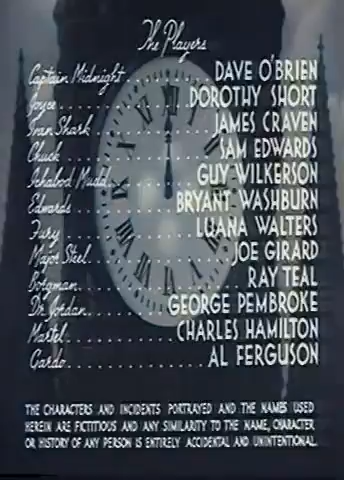 The Players
Captain Midnight . . . . . . . . . DAVE O'BRIEN
Joyce . . . . . . . . . . . . . DOROTHY SHORT
Ivan Shark . . . . . . . . . . . . JAMES CRAVEN
Chuck . . . . . . . . . . . . . . SAM EDWARDS
Ichabod Mudd . . . . . . . . . GUY WILKERSON
Edwards . . . . . . . . . . BRYANT WASHBURN
Fury . . . . . . . . . . . . . LUANA WALTERS
Major Steel . . . . . . . . . . . . JOE GIRARD
Borgman . . . . . . . . . . . . . . RAY TEAL
Dr. Jordan . . . . . . . . GEORGE PEMBROKE
Martel . . . . . . . . . . CHARLES HAMILTON
Gardo . . . . . . . . . . . . . AL FERGUSON
THE CHARACTERS AND INCIDENTS PORTRAYED AND THE NAMES USED
HEREIN ARE FICTITIOUS AND ANY SIMILARITY TO THE NAME, CHARACTER
OR HISTORY OF ANY PERSON IS ENTIRELY ACCIDENTAL AND UNINTENTIONAL.